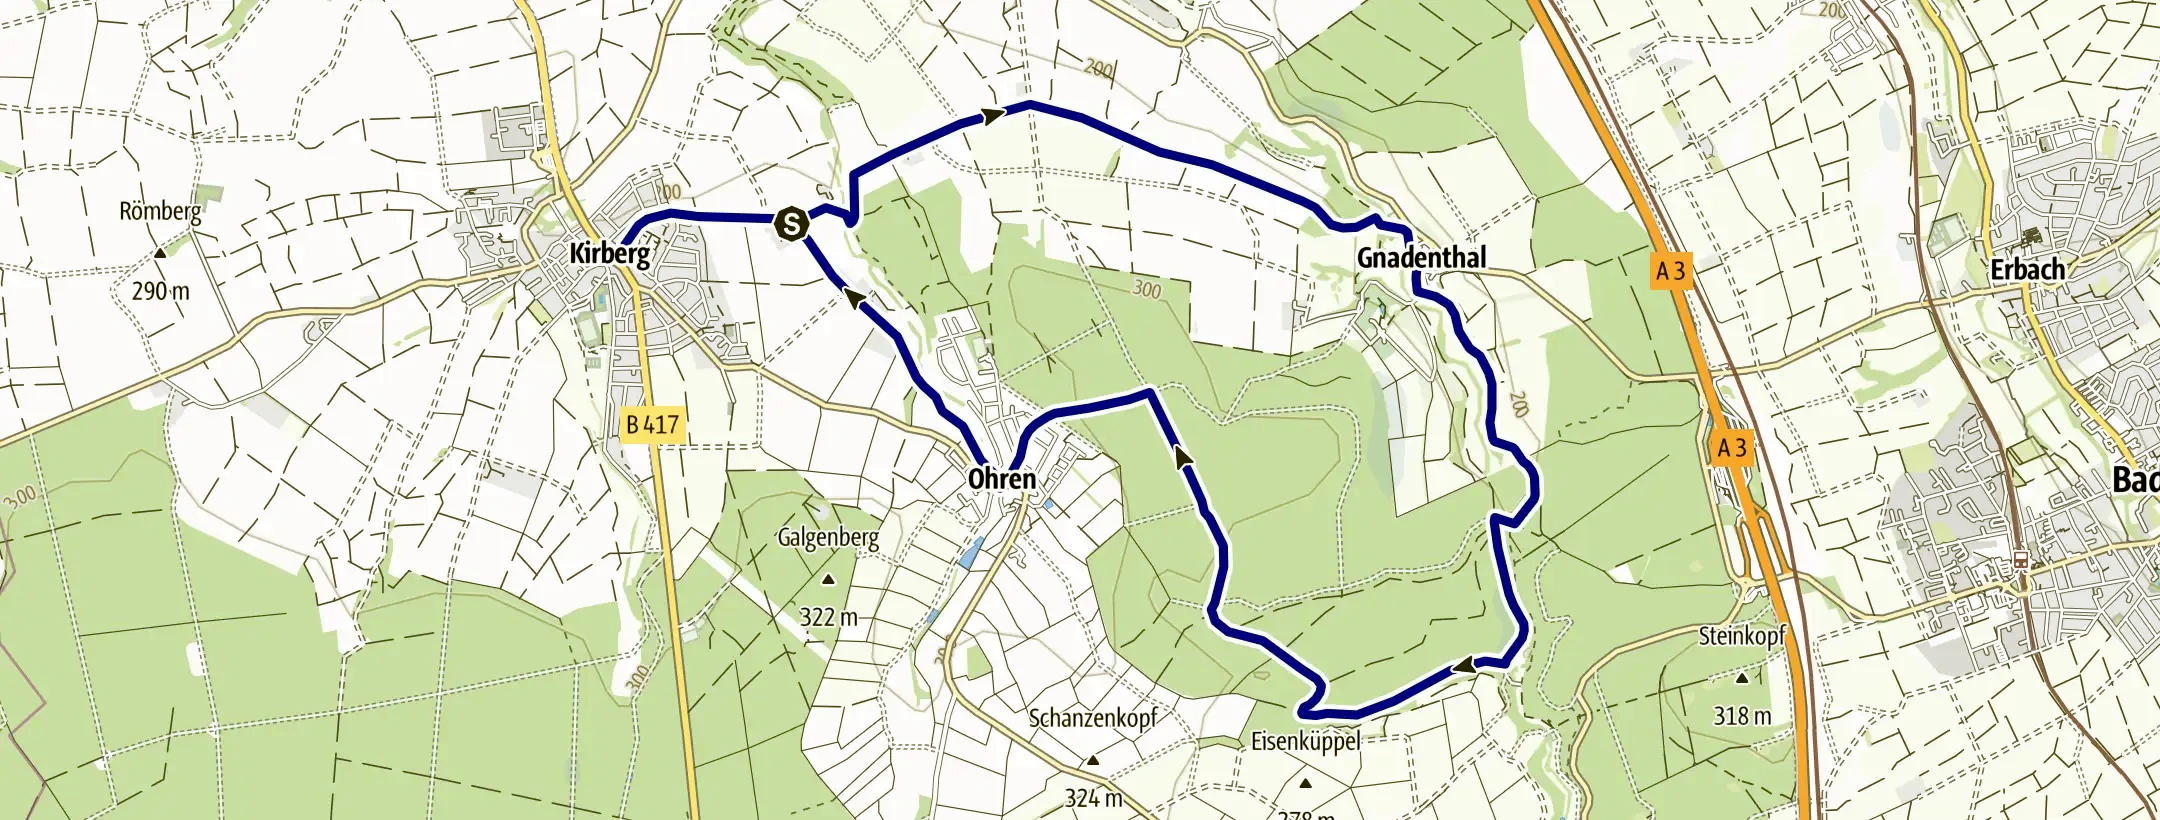 200
200
Römberg
290 m
200
S
Kirberg
Gnadenthal
A 3
Erbach
300
200
B 417
A 3
Bad
Ohren
300
Galgenberg
322 m
300
300
Steinkopf
318 m
Schanzenkopf
324 m
Eisenküppel
278 m